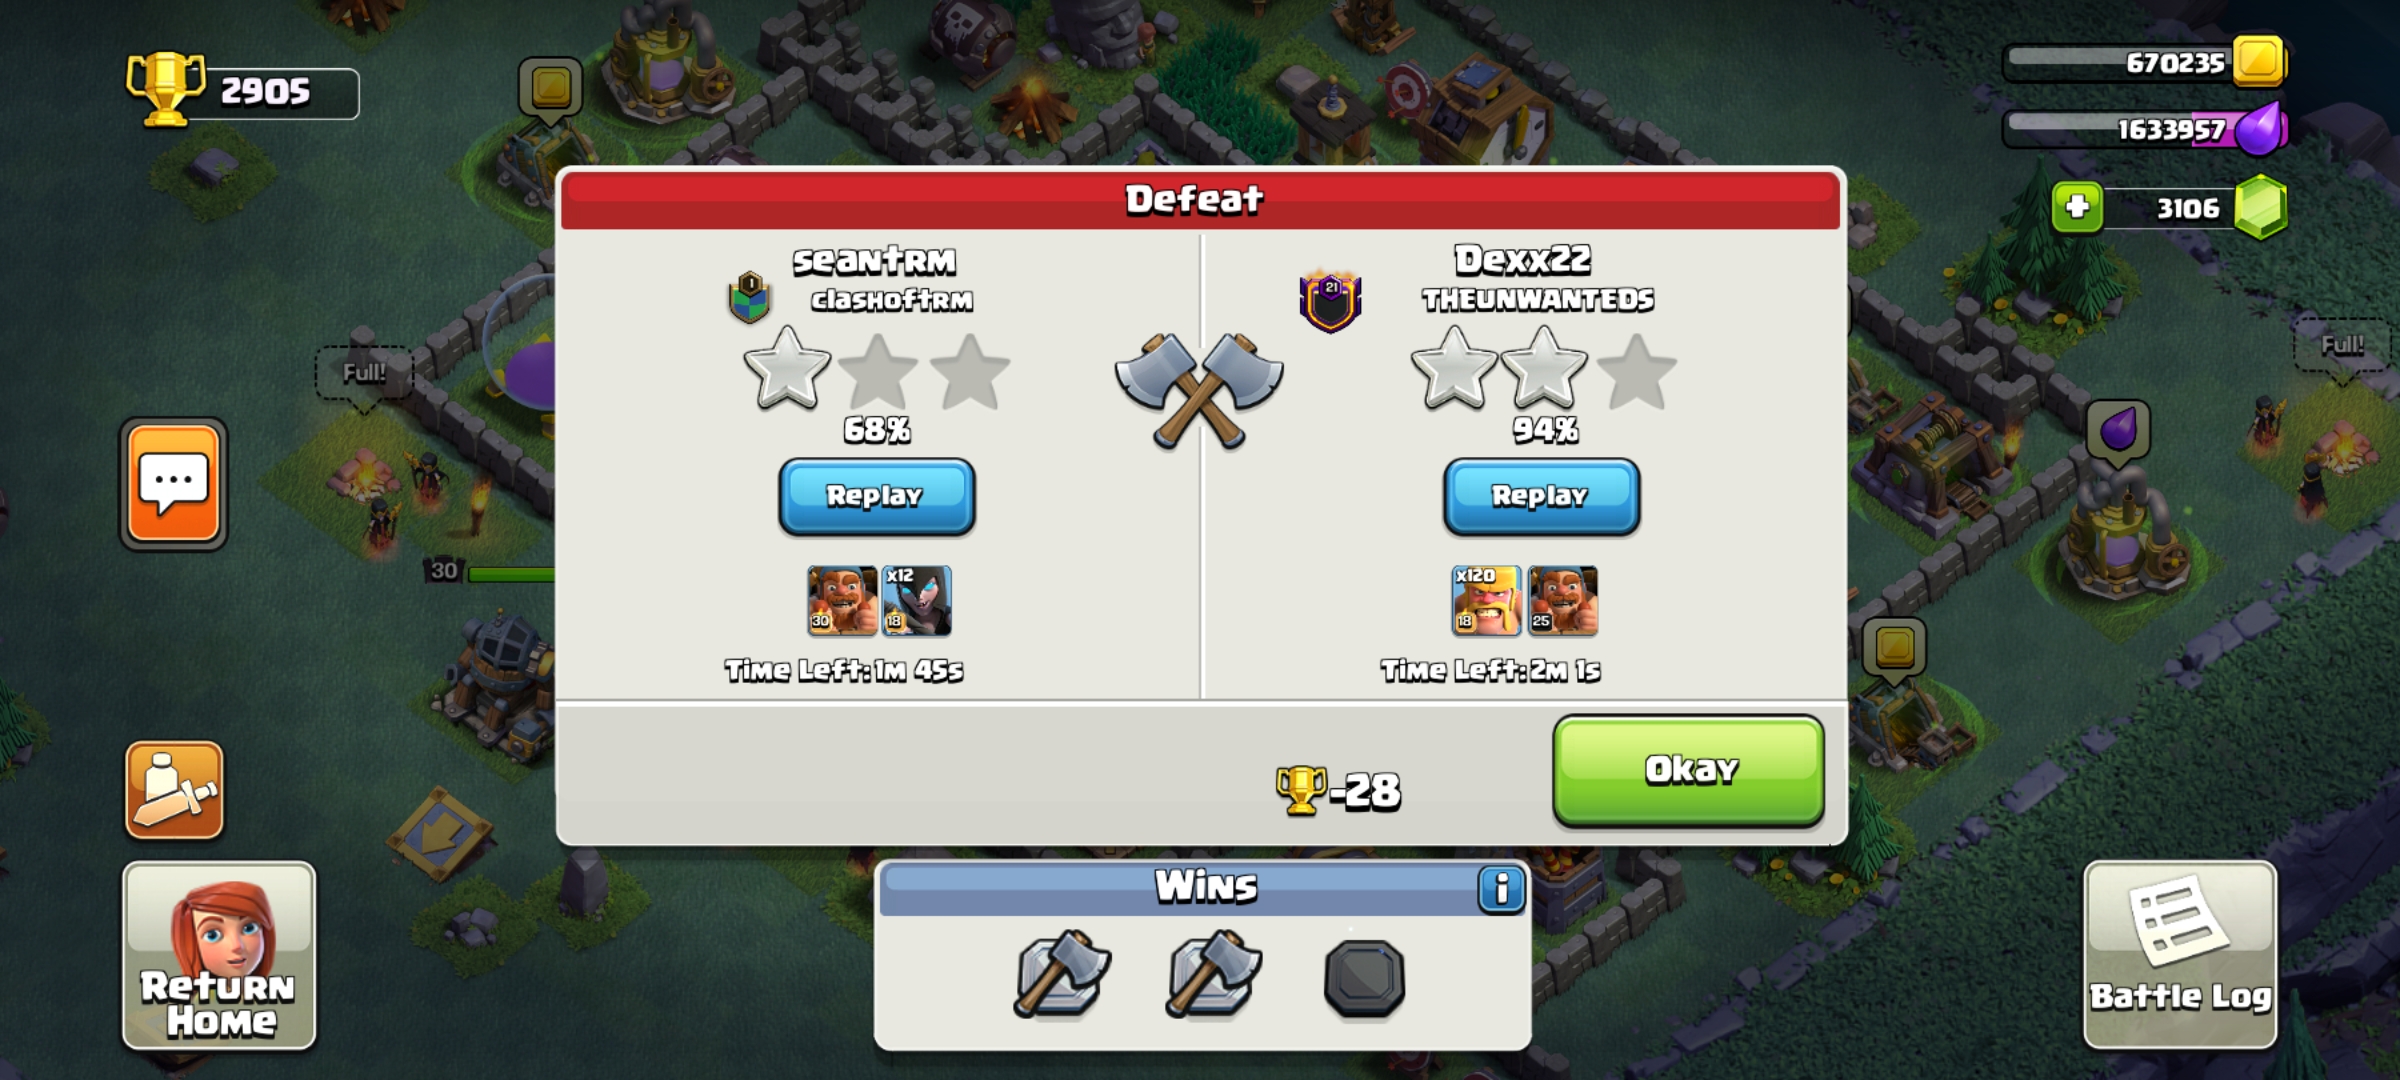 2905
670235
1633957
3106
Defeat
seantRM
clashoftRM
1
68%
Replay
30
x12
18
Time Left:1m 45s
Dexx22
THEUNWANTEDS
21
94%
Replay
x120
18
25
Time Left:2m 1s
Full!
Full!
30
-28
Okay
Wins
i
Return
Home
Battle Log